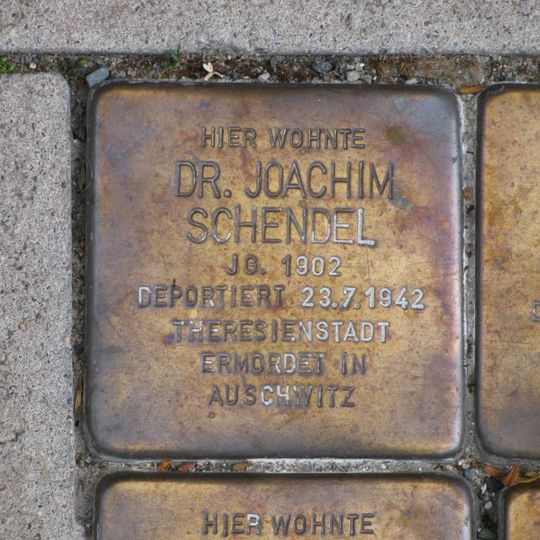 HIER WOHNTE
DR. JOACHIM
SCHENDEL
JG. 1902
DEPORTIERT 23.7.1942
THERESIENSTADT
ERMORDET IN
AUSCHWITZ
HIER WOHNTE